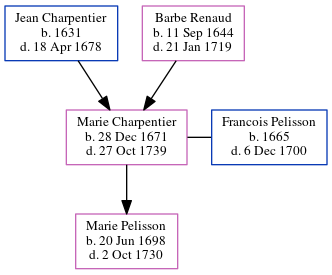 Jean Charpentier
b. 1631
d. 18 Apr 1678
Barbe Renaud
b. 11 Sep 1644
d. 21 Jan 1719
Marie Charpentier
b. 28 Dec 1671
d. 27 Oct 1739
Francois Pelisson
b. 1665
d. 6 Dec 1700
Marie Pelisson
b. 20 Jun 1698
d. 2 Oct 1730